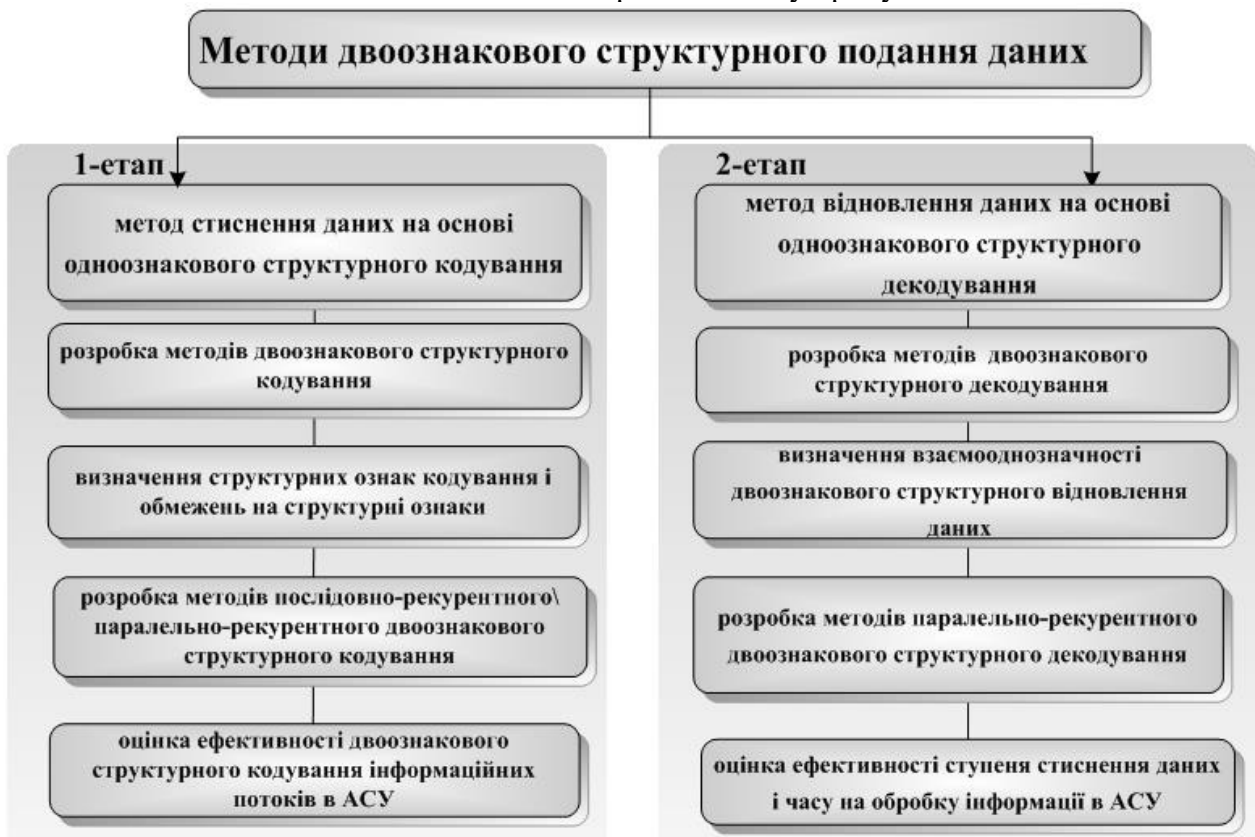 Методи двоознакового структурного подання даних
1-етап
метод стиснення даних на основі
одноознакового структурного кодування
розробка методів двоознакового структурного
кодування
визначення структурних ознак кодування і
обмежень на структурні ознаки
розробка методів послідовно-рекурентного\
паралельно-рекурентного двоознакового
структурного кодування
оцінка ефективності двоознакового
структурного кодування інформаційних
потоків в АСУ
2-етап
метод відновлення даних на основі
одноознакового структурного
декодування
розробка методів двоознакового
структурного декодування
визначення взаємооднозначності
двоознакового структурного відновлення
даних
розробка методів паралельно-рекурентного
двоознакового структурного декодування
оцінка ефективності ступеня стиснення даних
і часу на обробку інформації в АСУ